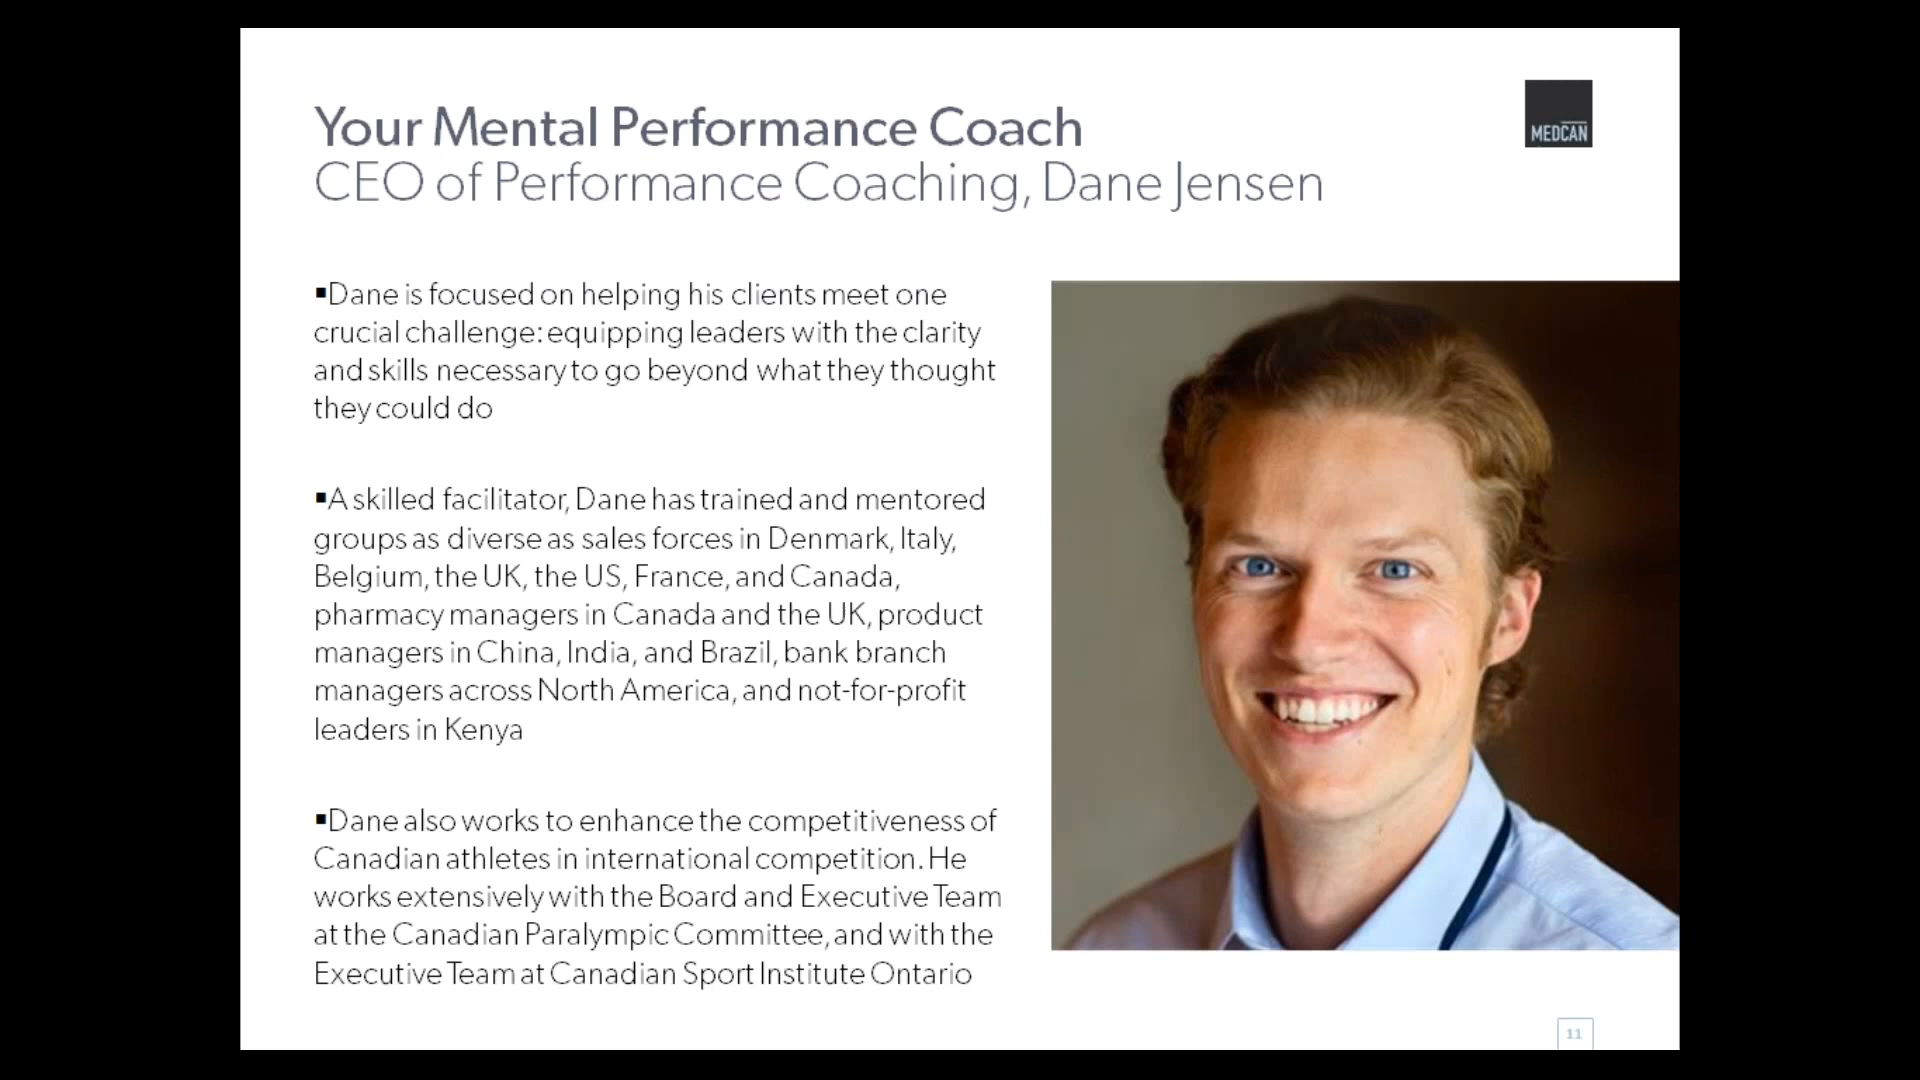 Your Mental Performance Coach
CEO of Performance Coaching, Dane Jensen
MEDCAN
▪Dane is focused on helping his clients meet one
crucial challenge: equipping leaders with the clarity
and skills necessary to go beyond what they thought
they could do
▪A skilled facilitator, Dane has trained and mentored
groups as diverse as sales forces in Denmark, Italy,
Belgium, the UK, the US, France, and Canada,
pharmacy managers in Canada and the UK, product
managers in China, India, and Brazil, bank branch
managers across North America, and not-for-profit
leaders in Kenya
▪Dane also works to enhance the competitiveness of
Canadian athletes in international competition. He
works extensively with the Board and Executive Team
at the Canadian Paralympic Committee, and with the
Executive Team at Canadian Sport Institute Ontario
11